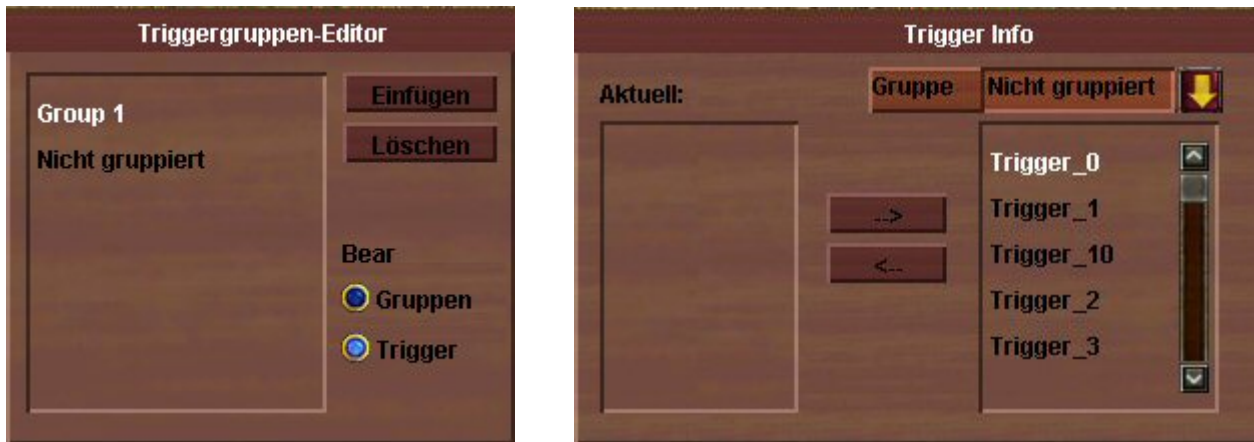 Triggergruppen-Editor
Group 1
Nicht gruppiert
Einfügen
Löschen
Bear
Gruppen
Trigger
Trigger Info
Aktuell:
Gruppe
Nicht gruppiert
Trigger_0
Trigger_1
Trigger_10
Trigger_2
Trigger_3
-->
<--